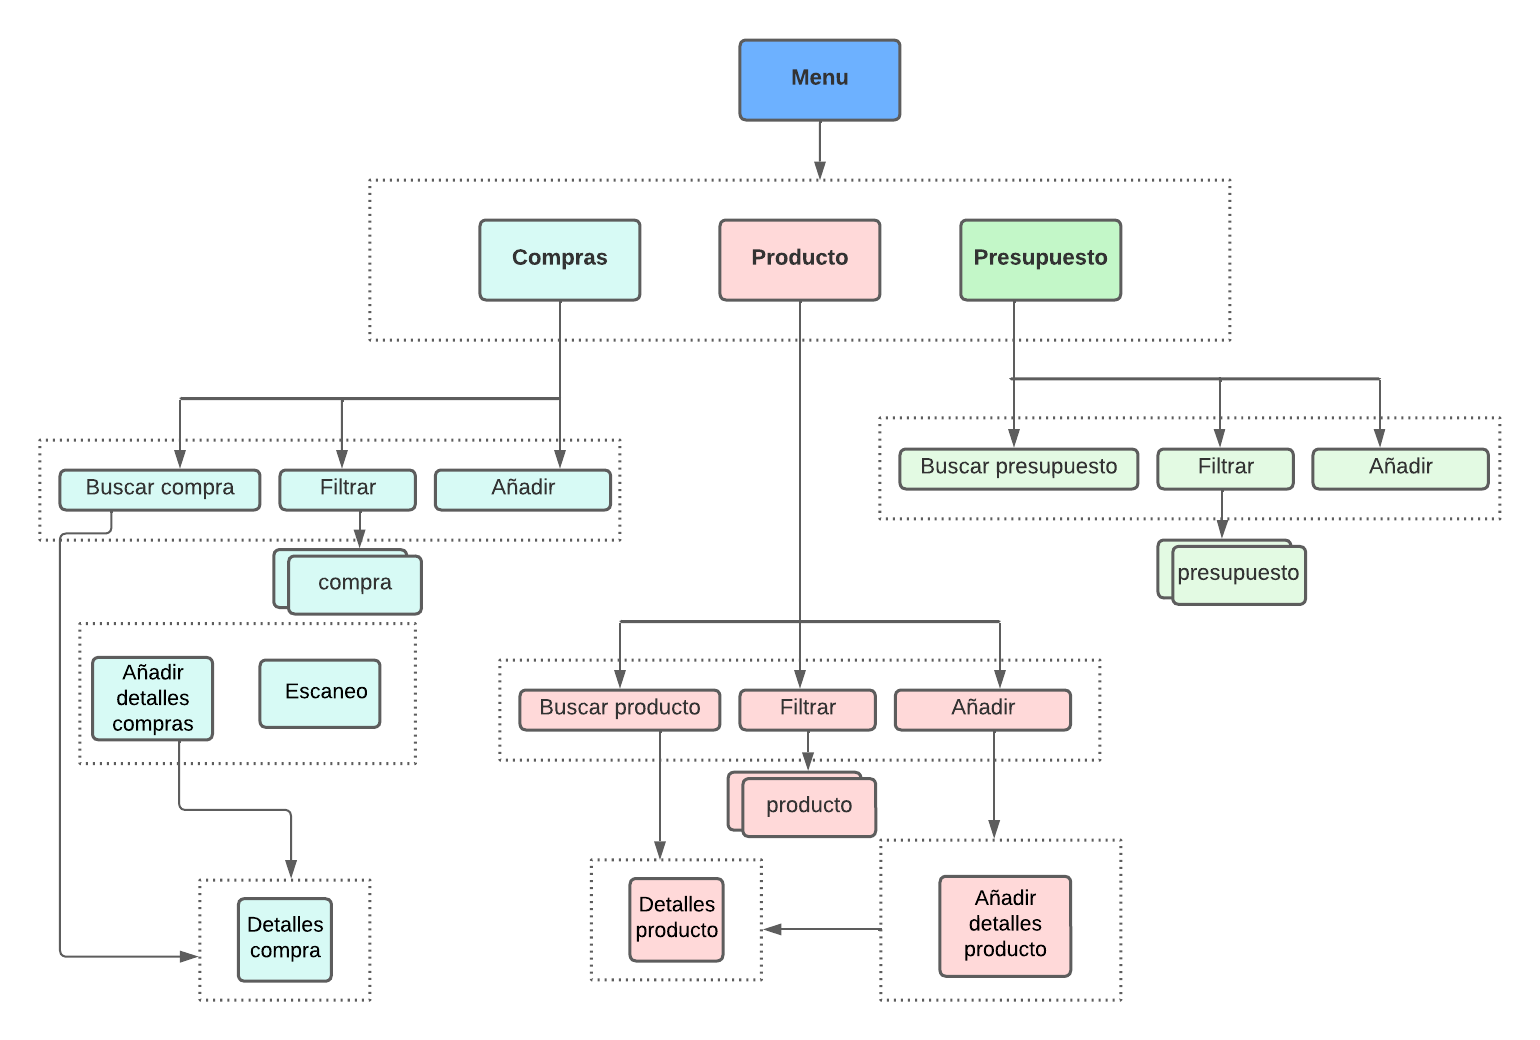 Menu
Compras
Producto
Presupuesto
Buscar compra
Filtrar
Añadir
Buscar presupuesto
Filtrar
Añadir
compra
presupuesto
Añadir
detalles
compras
Escaneo
Buscar producto
Filtrar
Añadir
producto
Detalles
compra
Detalles
producto
Añadir
detalles
producto